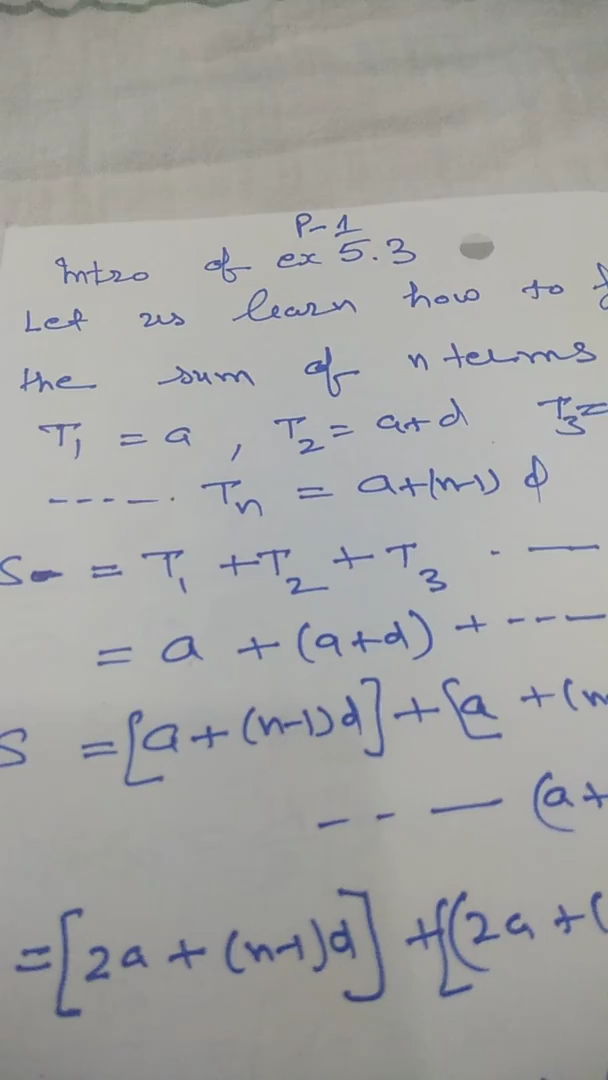 P-1
Intro of ex 5.3
Let us learn how to
the sum of n terms
T₁ = a , T₂ = a+d T₃=
----- . Tₙ = a+(n-1) d
S = T₁ + T₂ + T₃ . —
= a + (a+d) + ----
S = [a + (n-1)d] + [a + (n
- - — (a+
= [2a + (n-1)d] + [(2a + (